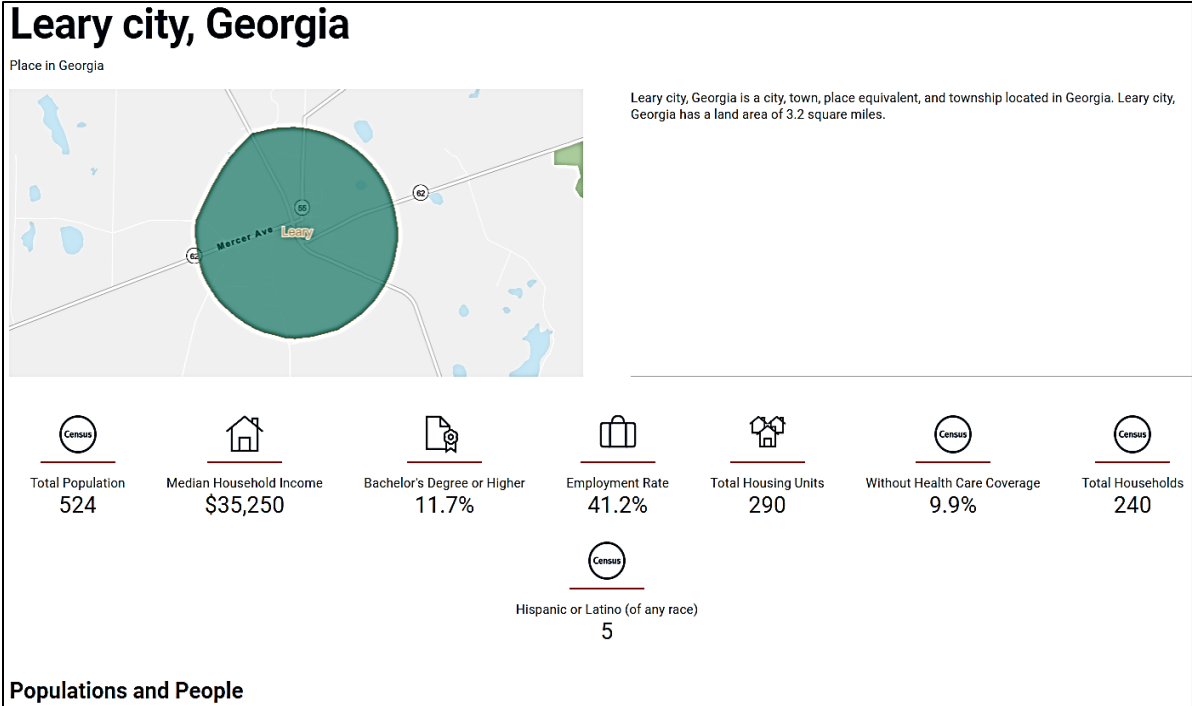 Leary city, Georgia
Place in Georgia
Leary city, Georgia is a city, town, place equivalent, and township located in Georgia. Leary city,
Georgia has a land area of 3.2 square miles.
62
55
Mercer Ave
Leary
62
Census
Census
Census
Total Population
Median Household Income
Bachelor's Degree or Higher
Employment Rate
Total Housing Units
Without Health Care Coverage
Total Households
524
$35,250
11.7%
41.2%
290
9.9%
240
Census
Hispanic or Latino (of any race)
5
Populations and People